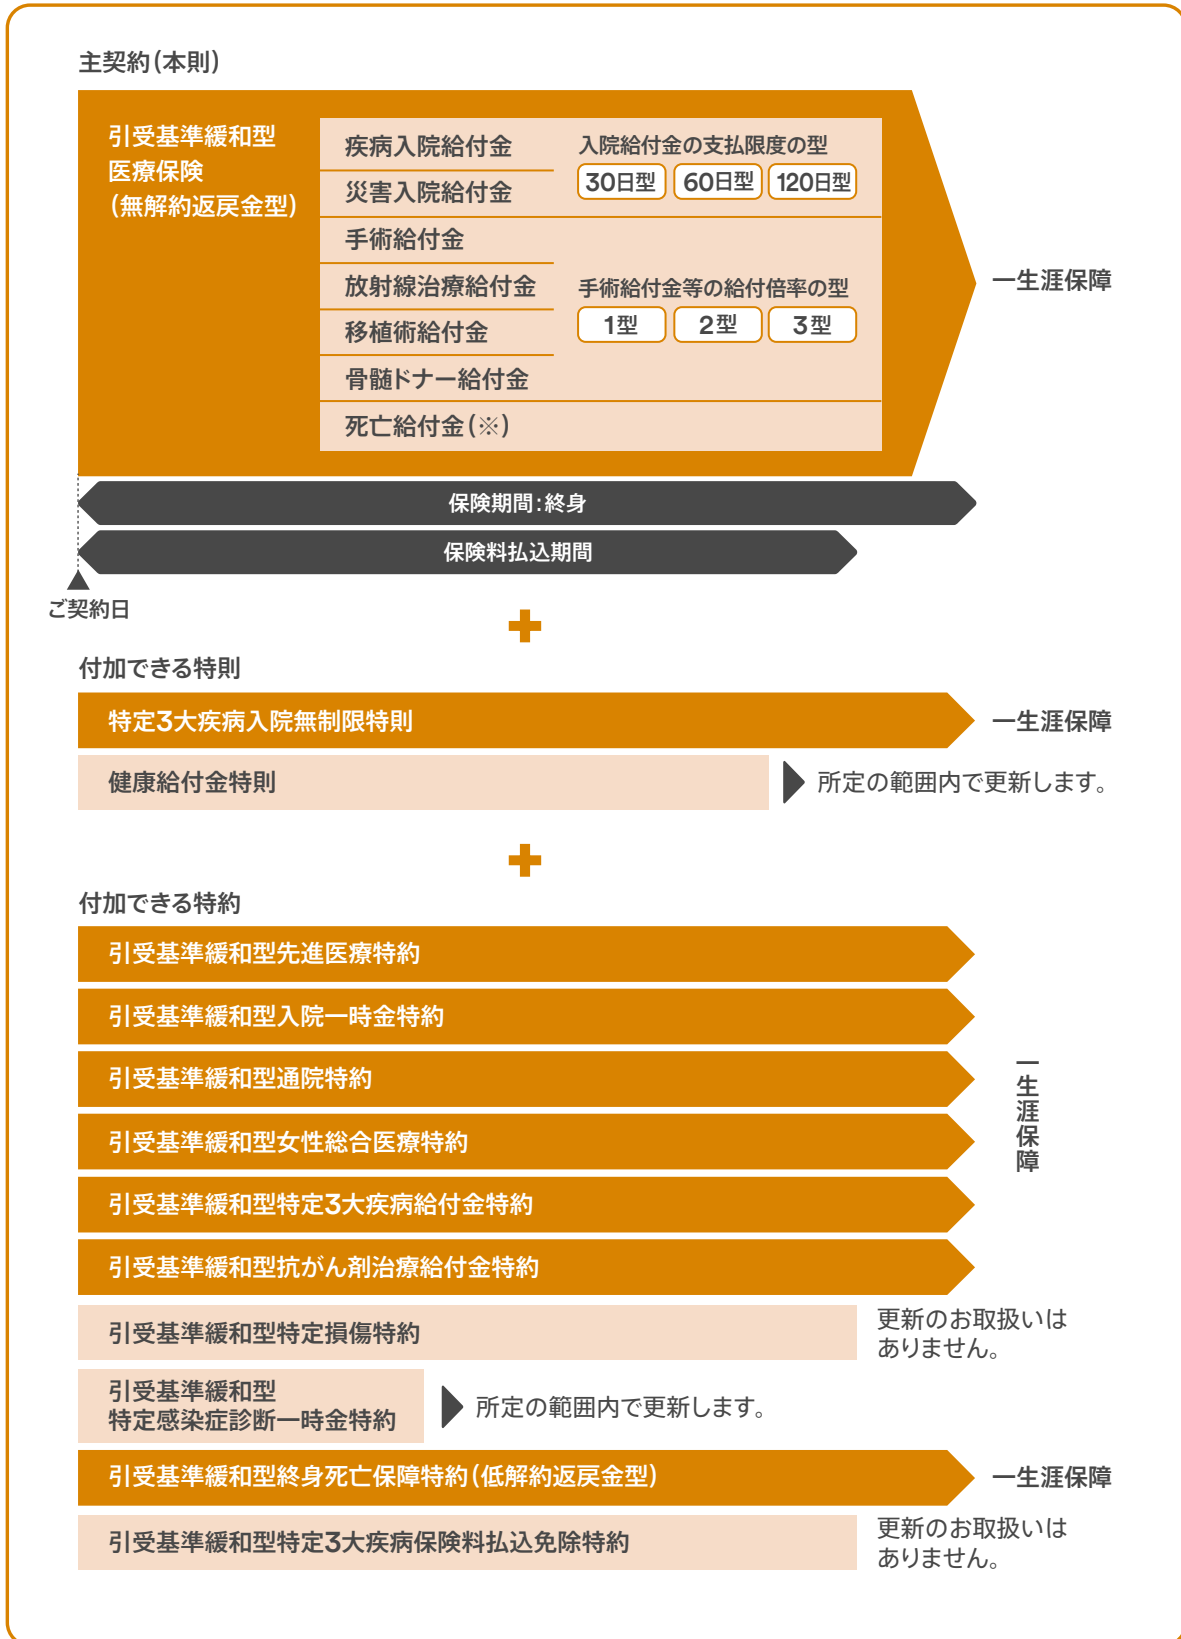 主契約(本則)
引受基準緩和型
医療保険
(無解約返戻金型)
疾病入院給付金
災害入院給付金
入院給付金の支払限度の型
30日型 60日型 120日型
手術給付金
放射線治療給付金
移植術給付金
骨髄ドナー給付金
手術給付金等の給付倍率の型
1型 2型 3型
死亡給付金(※)
一生涯保障
保険期間:終身
保険料払込期間
ご契約日
付加できる特則
特定3大疾病入院無制限特則
一生涯保障
健康給付金特則
所定の範囲内で更新します。
付加できる特約
引受基準緩和型先進医療特約
引受基準緩和型入院一時金特約
引受基準緩和型通院特約
引受基準緩和型女性総合医療特約
引受基準緩和型特定3大疾病給付金特約
引受基準緩和型抗がん剤治療給付金特約
一生涯保障
引受基準緩和型特定損傷特約
更新のお取扱いは
ありません。
引受基準緩和型
特定感染症診断一時金特約
所定の範囲内で更新します。
引受基準緩和型終身死亡保障特約(低解約返戻金型)
一生涯保障
引受基準緩和型特定3大疾病保険料払込免除特約
更新のお取扱いは
ありません。